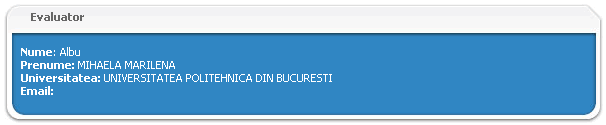 Evaluator
Nume: Albu
Prenume: MIHAELA MARILENA
Universitatea: UNIVERSITATEA POLITEHNICA DIN BUCURESTI
Email: